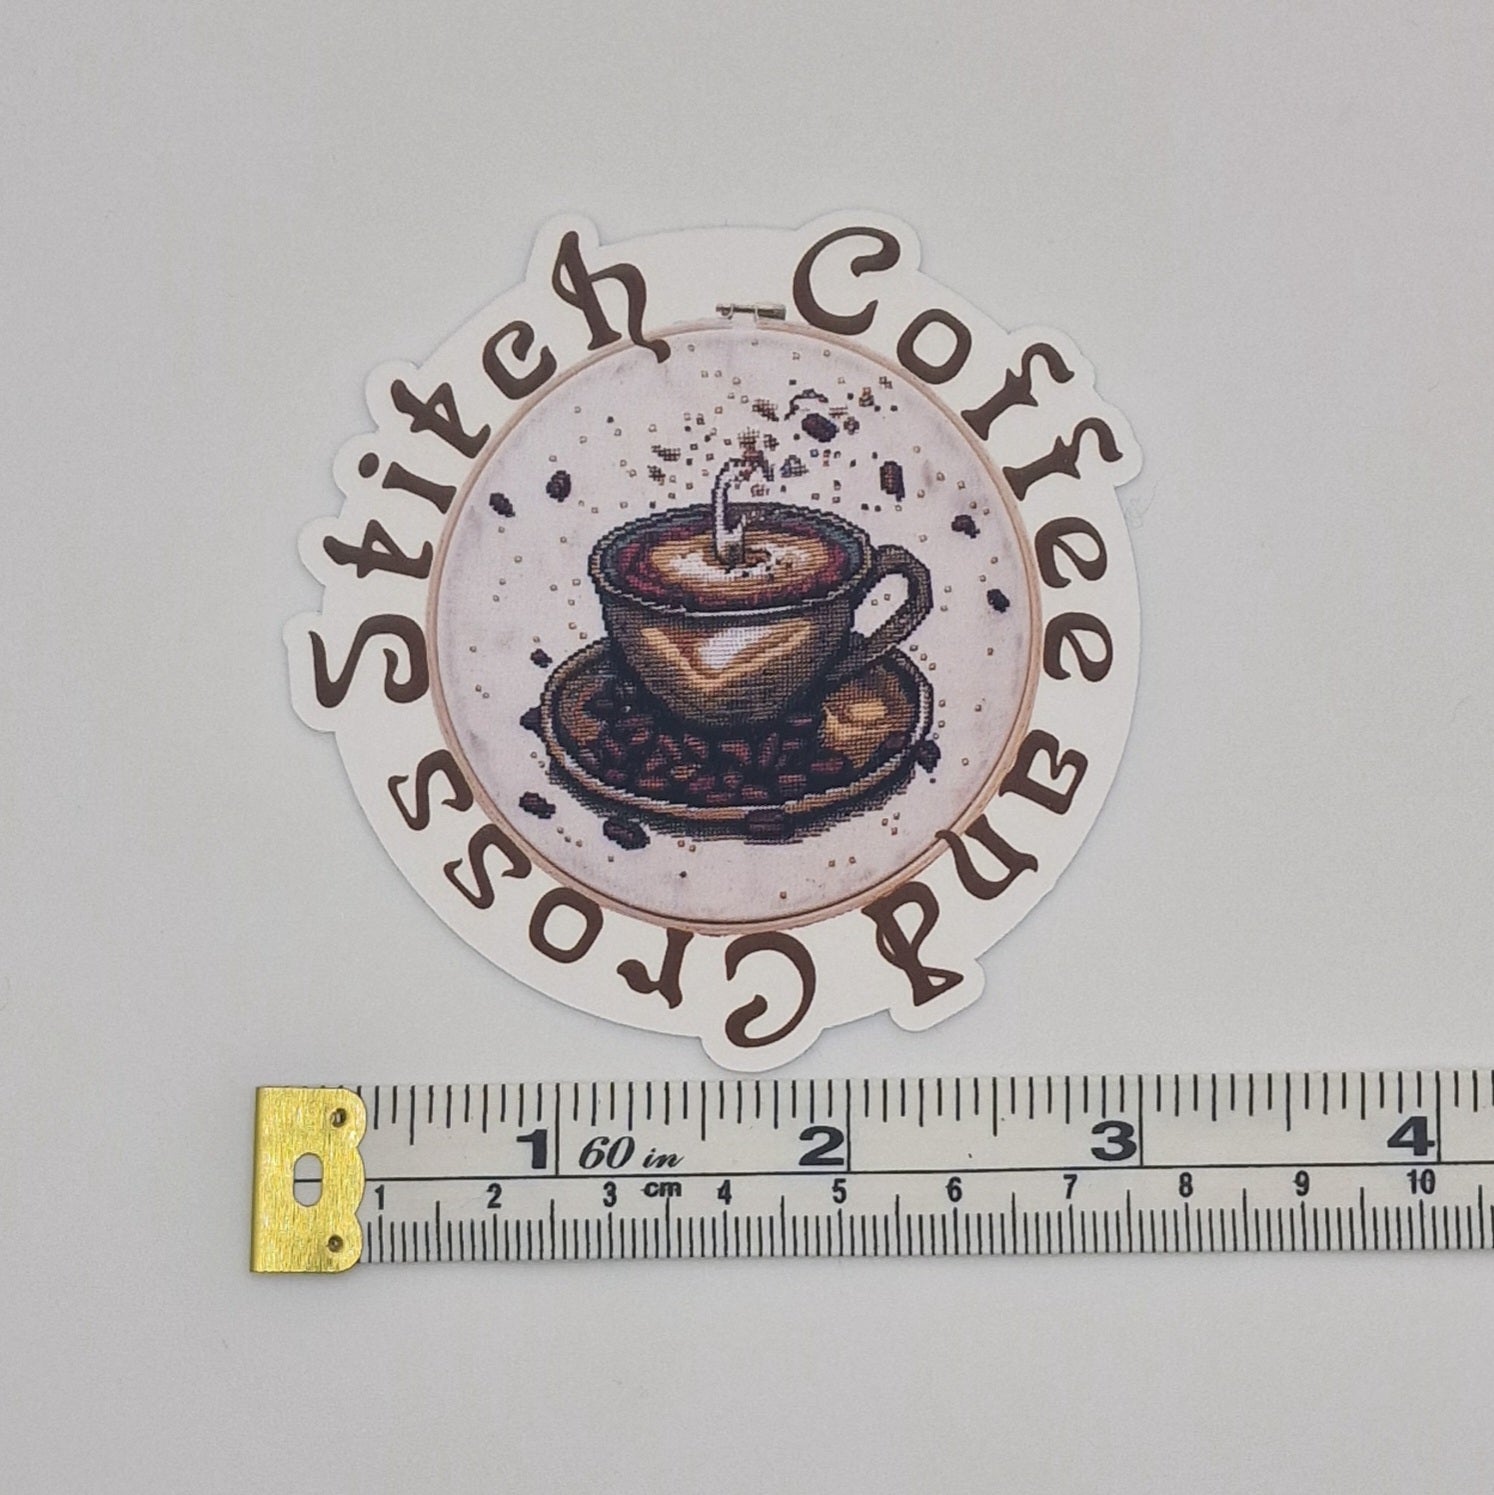 Coffee and Cross Stitch
1 60 in 2 3 4
1 2 3 cm 4 5 6 7 8 9 10